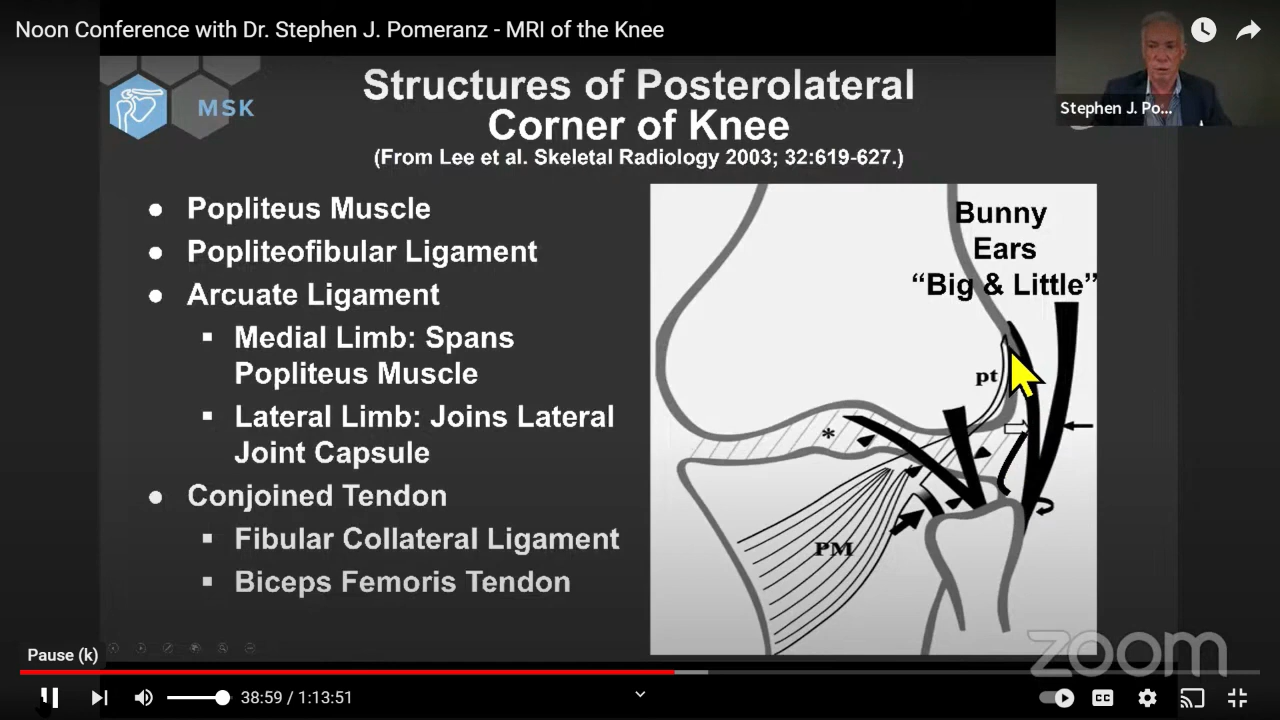 Noon Conference with Dr. Stephen J. Pomeranz - MRI of the Knee
Stephen J. Po...
MSK
Structures of Posterolateral
Corner of Knee
(From Lee et al. Skeletal Radiology 2003; 32:619-627.)
● Popliteus Muscle
● Popliteofibular Ligament
● Arcuate Ligament
▪ Medial Limb: Spans
Popliteus Muscle
▪ Lateral Limb: Joins Lateral
Joint Capsule
● Conjoined Tendon
▪ Fibular Collateral Ligament
▪ Biceps Femoris Tendon
Bunny
Ears
“Big & Little”
pt
*
PM
zoom
Pause (k)
38:59 / 1:13:51
CC